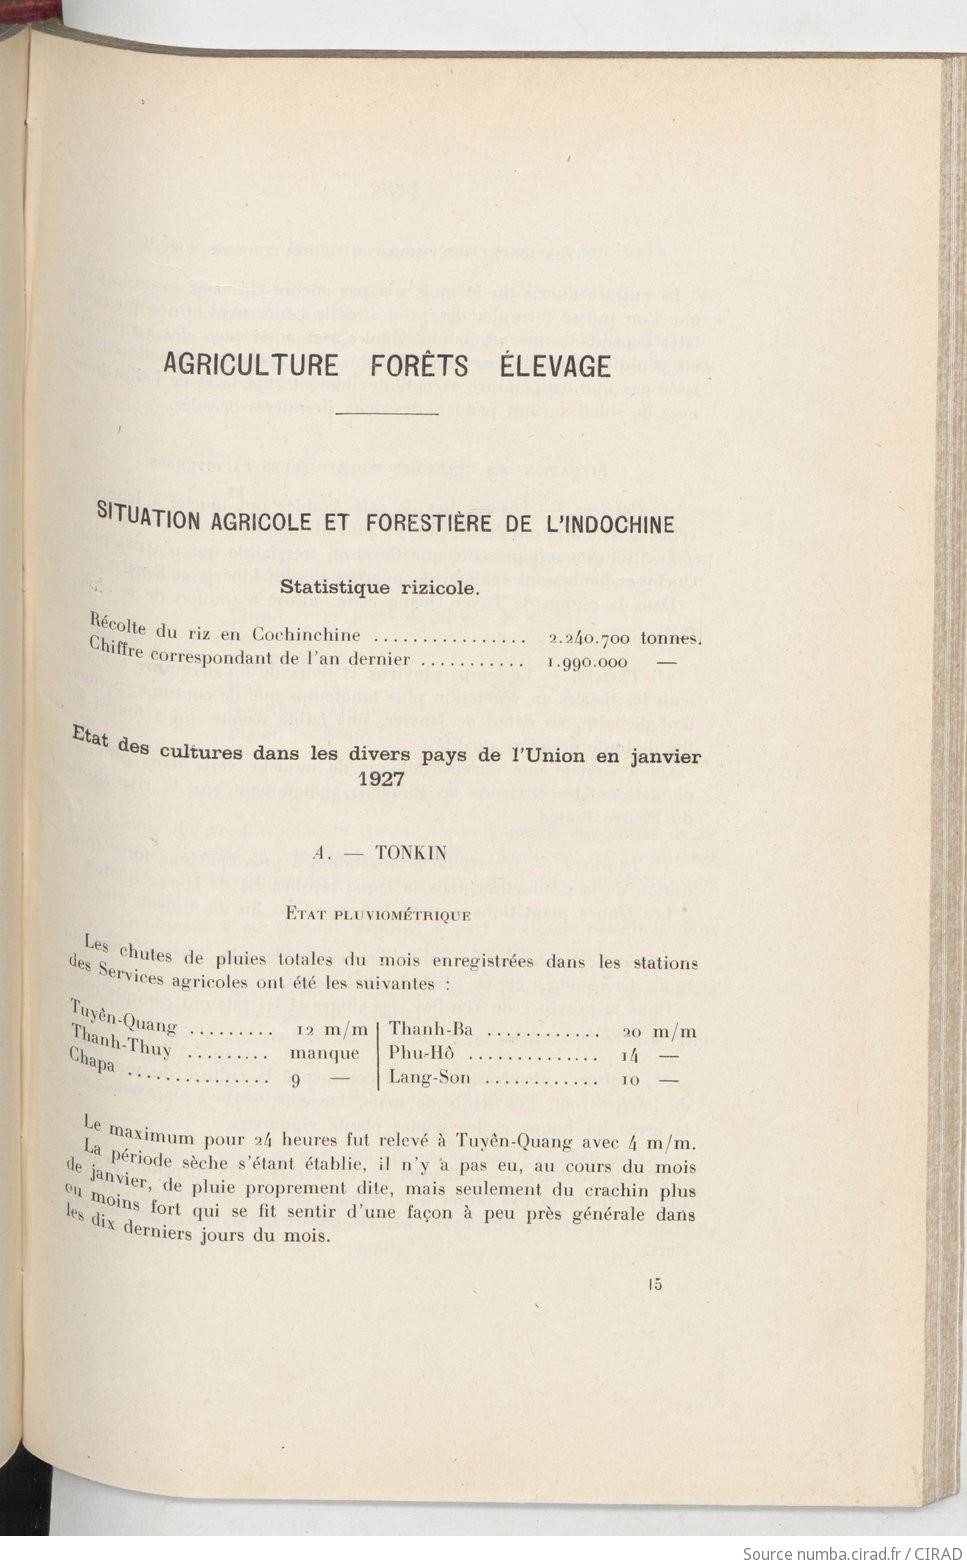 AGRICULTURE FORÊTS ÉLEVAGE
SITUATION AGRICOLE ET FORESTIÈRE DE L'INDOCHINE
Statistique rizicole.
Récolte du riz en Cochinchine ................ 2.240.700 tonnes.
Chiffre correspondant de l'an dernier ........... 1.990.000 —
Etat des cultures dans les divers pays de l'Union en janvier
1927
A. — TONKIN
ETAT PLUVIOMÉTRIQUE
Les chutes de pluies totales du mois enregistrées dans les stations
des Services agricoles ont été les suivantes :
Tuyên-Quang ......... 12 m/m
Thanh-Thuy ......... manque
Chapa ............... 9 —
Thanh-Ba ............ 20 m/m
Phu-Hô .............. 14 —
Lang-Son ............ 10 —
Le maximum pour 24 heures fut relevé à Tuyên-Quang avec 4 m/m.
La période sèche s'étant établie, il n'y a pas eu, au cours du mois
de janvier, de pluie proprement dite, mais seulement du crachin plus
ou moins fort qui se fit sentir d'une façon à peu près générale dans
les dix derniers jours du mois.
15
Source numba.cirad.fr / CIRAD